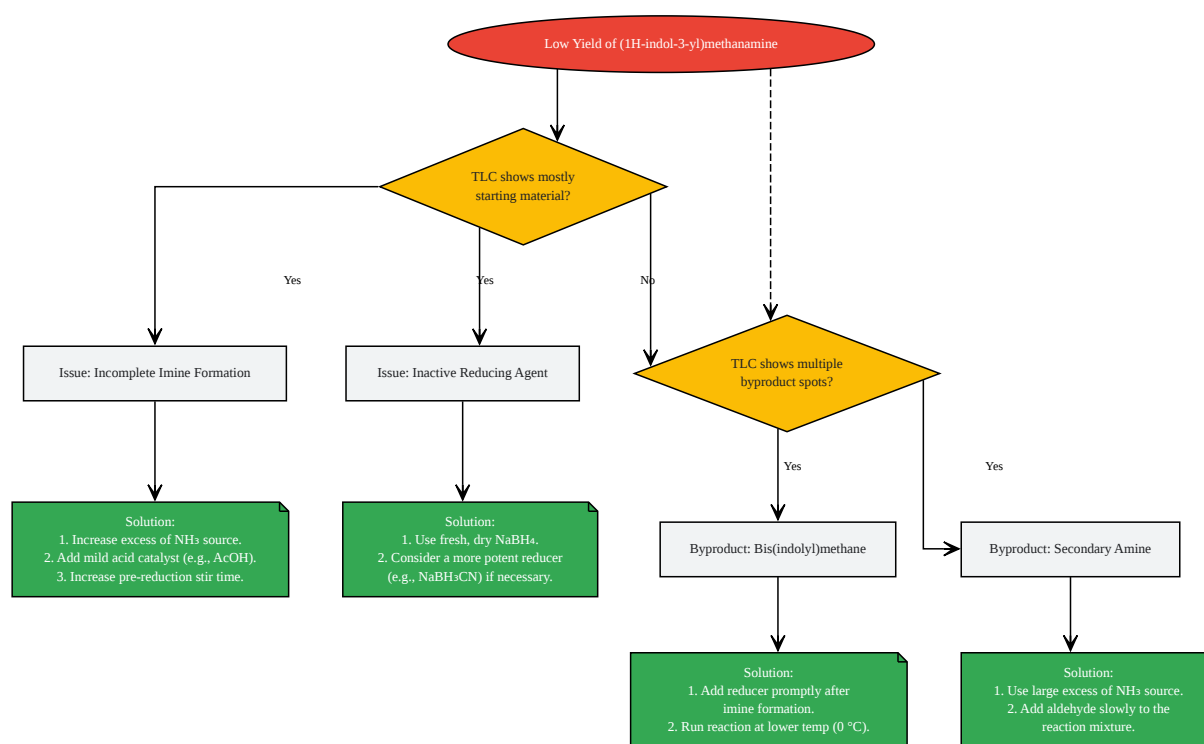 Low Yield of (1H-indol-3-yl)methanamine
TLC shows mostly
starting material?
Yes
Yes
No
Issue: Incomplete Imine Formation
Issue: Inactive Reducing Agent
TLC shows multiple
byproduct spots?
Yes
Yes
Solution:
1. Increase excess of NH₃ source.
2. Add mild acid catalyst (e.g., AcOH).
3. Increase pre-reduction stir time.
Solution:
1. Use fresh, dry NaBH₄.
2. Consider a more potent reducer
(e.g., NaBH₃CN) if necessary.
Byproduct: Bis(indolyl)methane
Byproduct: Secondary Amine
Solution:
1. Add reducer promptly after
imine formation.
2. Run reaction at lower temp (0 °C).
Solution:
1. Use large excess of NH₃ source.
2. Add aldehyde slowly to the
reaction mixture.